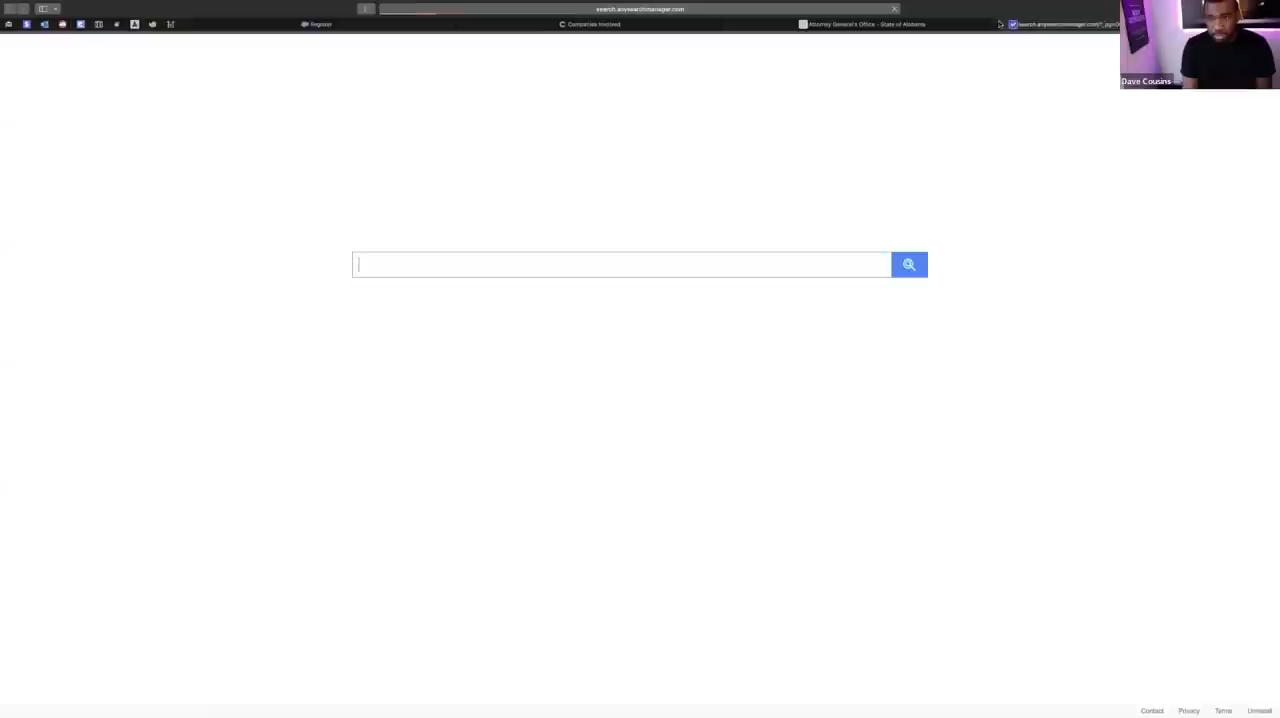 search.anysearchmanager.com
Register
Companies Involved
Attorney General's Office - State of Alabama
Dave Cousins
Contact
Privacy
Terms
Uninstall